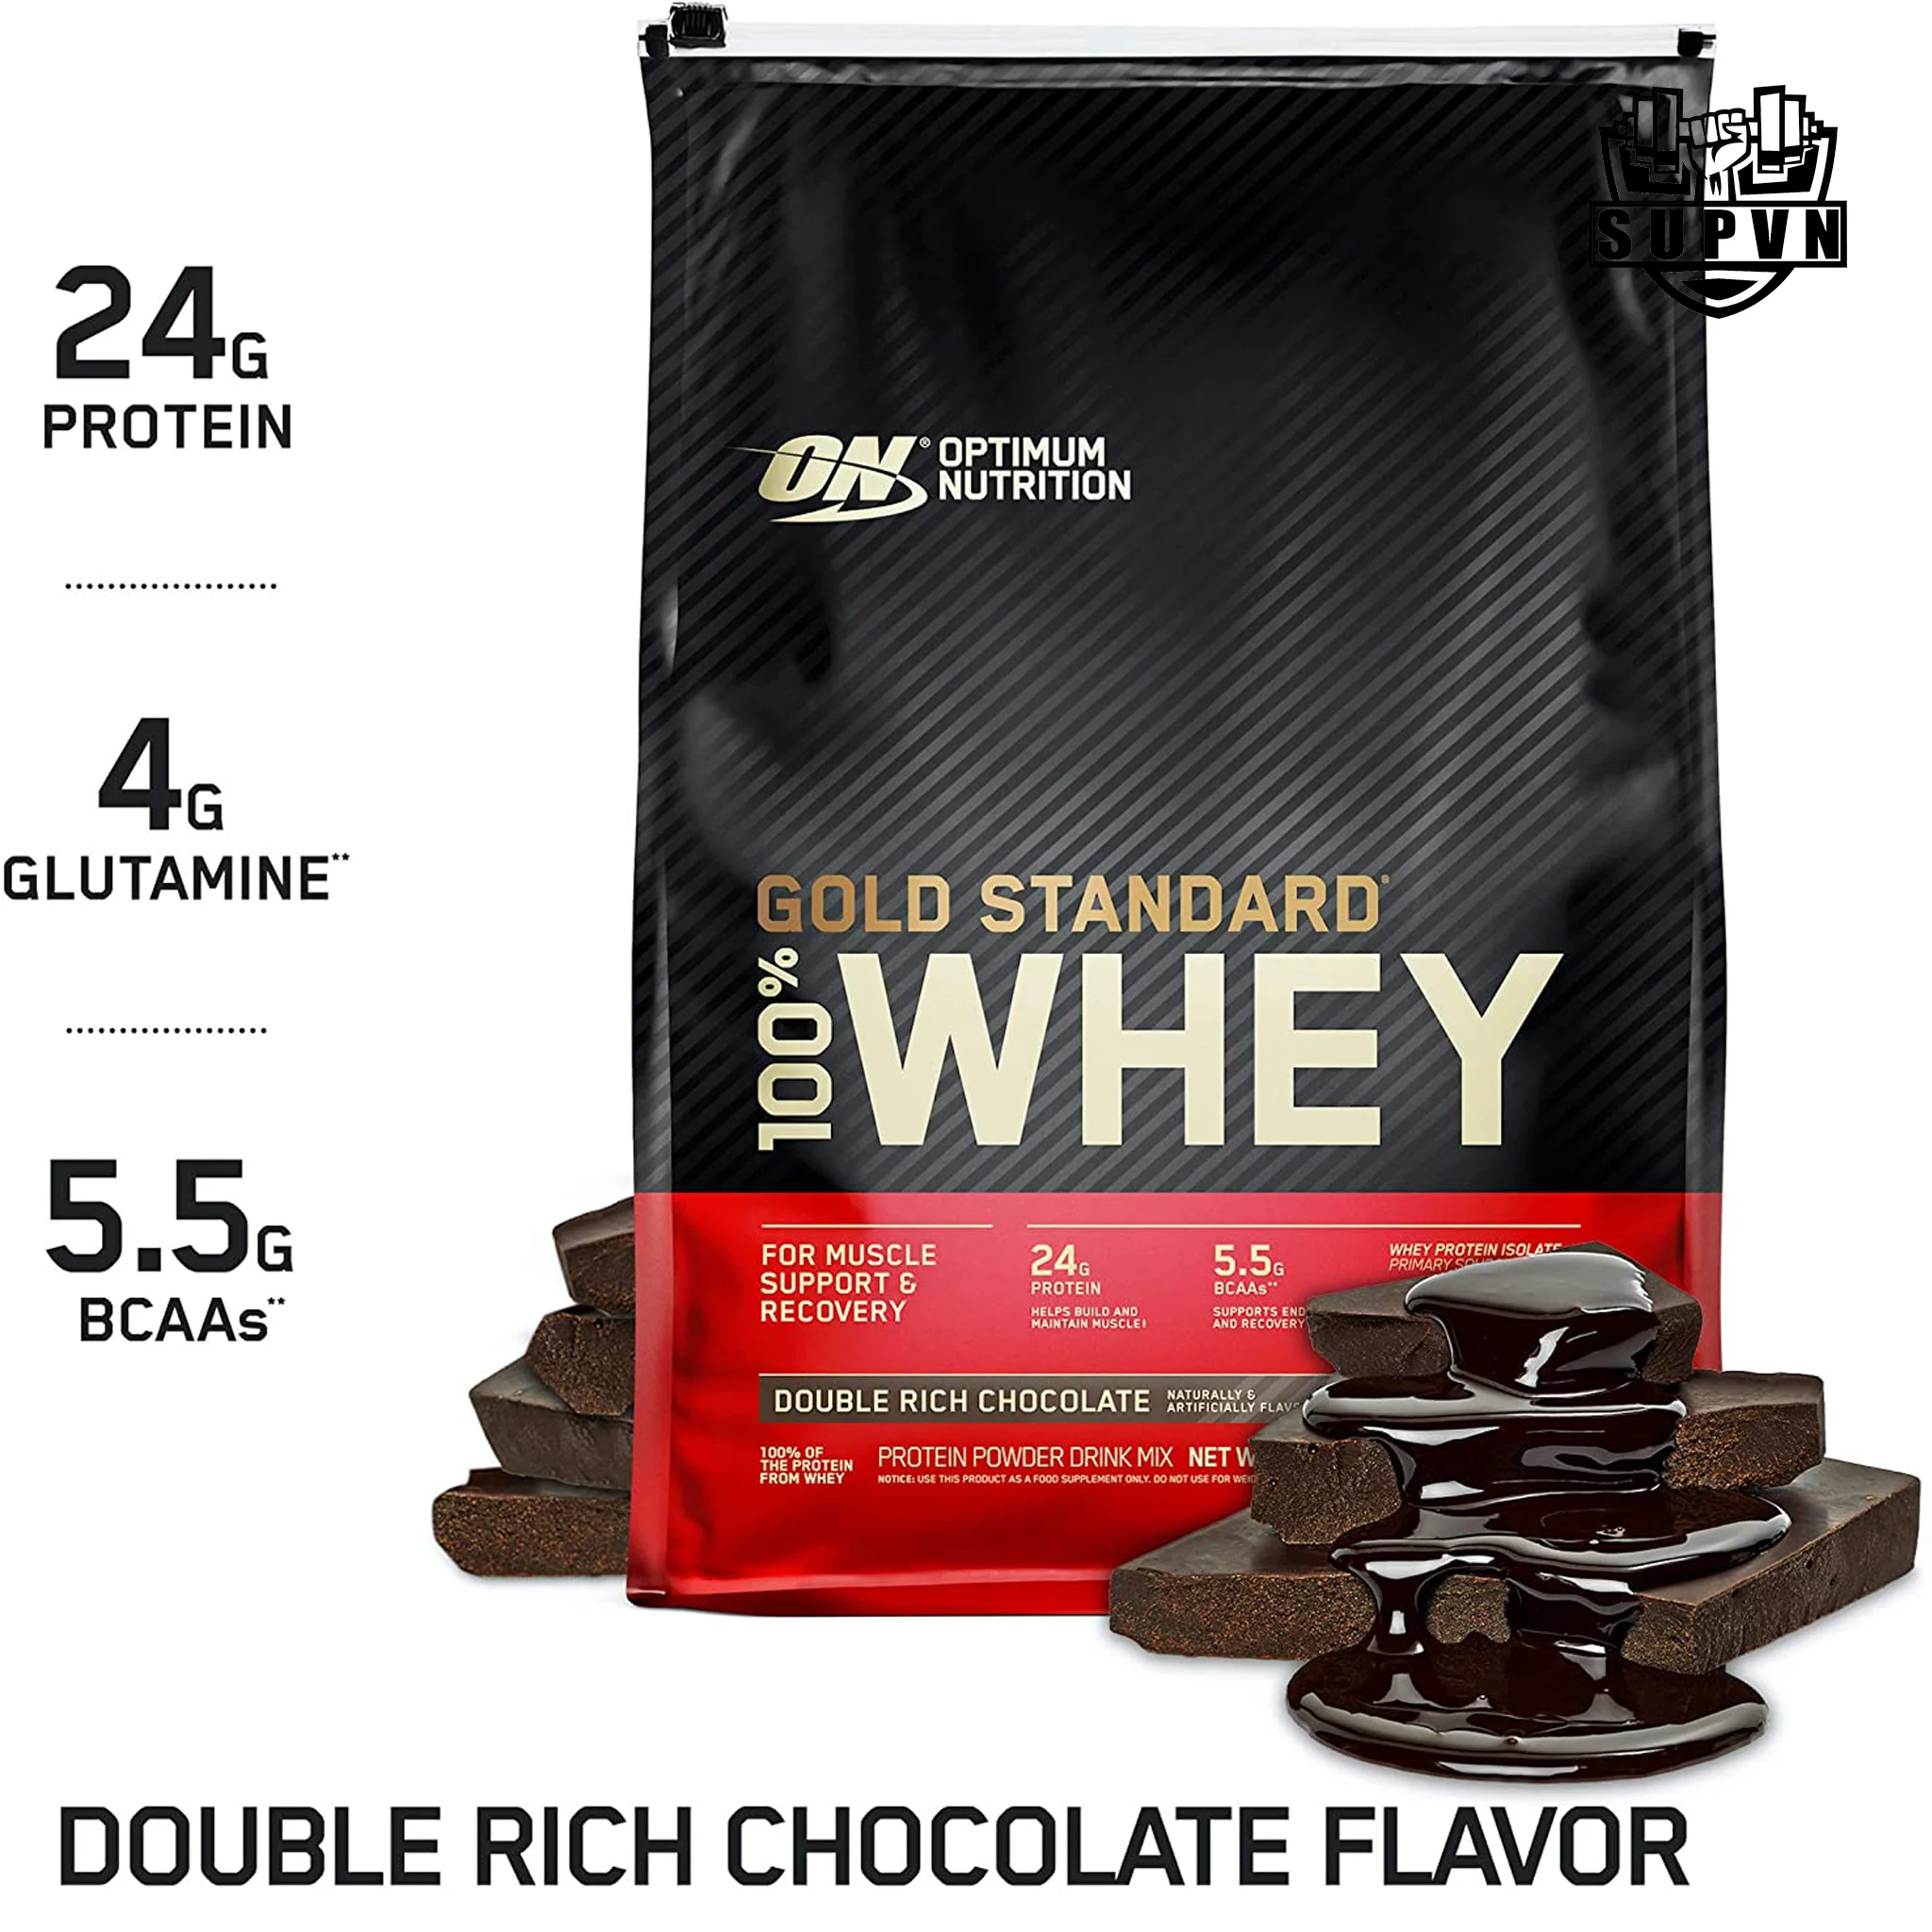 SUPVN
24G
PROTEIN
4G
GLUTAMINE**
5.5G
BCAAs**
ON® OPTIMUM
NUTRITION
GOLD STANDARD®
100% WHEY
FOR MUSCLE
SUPPORT &
RECOVERY
24G
PROTEIN
HELPS BUILD AND
MAINTAIN MUSCLE‡
5.5G
BCAAs**
SUPPORTS END
AND RECOVERY
WHEY PROTEIN ISOLATE
PRIMARY
DOUBLE RICH CHOCOLATE
NATURALLY &
ARTIFICIALLY FLAV
100% OF
THE PROTEIN
FROM WHEY
PROTEIN POWDER DRINK MIX NET W
NOTICE: USE THIS PRODUCT AS A FOOD SUPPLEMENT ONLY. DO NOT USE FOR
DOUBLE RICH CHOCOLATE FLAVOR